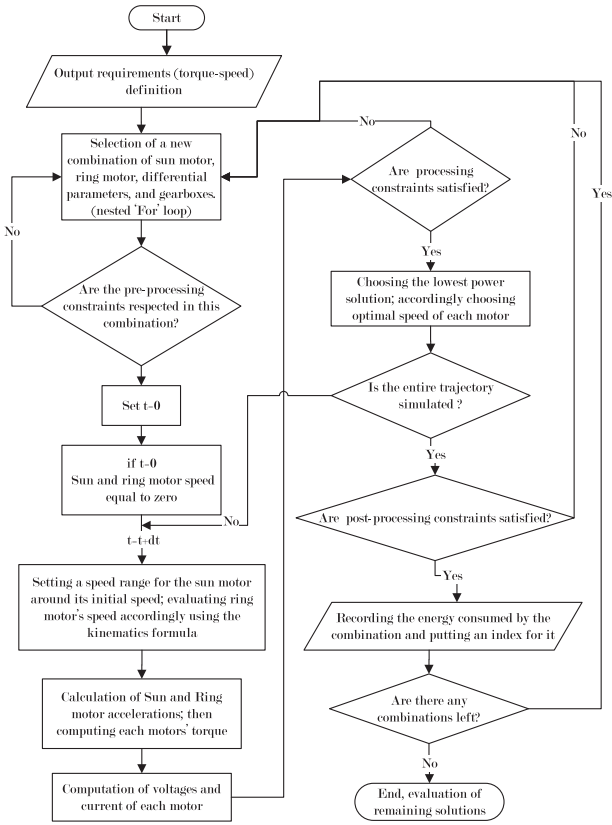 Start
Output requirements (torque-speed)
definition
Selection of a new
combination of sun motor,
ring motor, differential
parameters, and gearboxes.
(nested 'For' loop)
No
Are the pre-processing
constraints respected in this
combination?
Set t=0
if t=0
Sun and ring motor speed
equal to zero
No
t=t+dt
Setting a speed range for the sun motor
around its initial speed; evaluating ring
motor's speed accordingly using the
kinematics formula
Calculation of Sun and Ring
motor accelerations; then
computing each motors' torque
Computation of voltages and
current of each motor
No
Are processing
constraints satisfied?
Yes
Choosing the lowest power
solution; accordingly choosing
optimal speed of each motor
Is the entire trajectory
simulated ?
Yes
Are post-processing constraints satisfied?
No
Yes
Recording the energy consumed by the
combination and putting an index for it
Are there any
combinations left?
Yes
No
End, evaluation of
remaining solutions